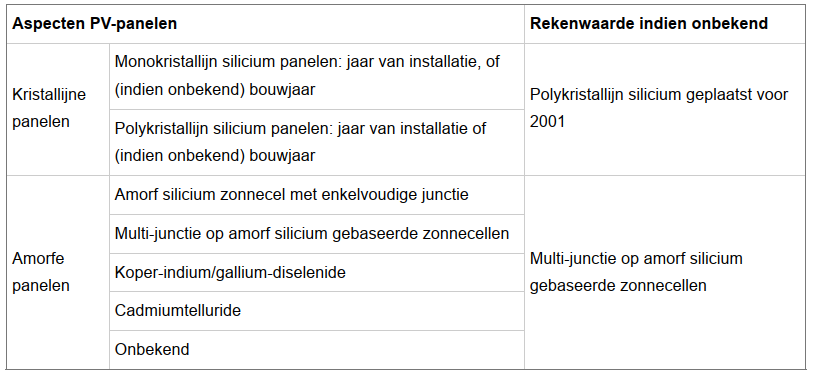 Aspecten PV-panelen
Rekenwaarde indien onbekend
Kristallijne
panelen
Monokristallijn silicium panelen: jaar van installatie, of
(indien onbekend) bouwjaar
Polykristallijn silicium panelen: jaar van installatie of
(indien onbekend) bouwjaar
Polykristallijn silicium geplaatst voor
2001
Amorfe
panelen
Amorf silicium zonnecel met enkelvoudige junctie
Multi-junctie op amorf silicium gebaseerde zonnecellen
Koper-indium/gallium-diselenide
Cadmiumtelluride
Onbekend
Multi-junctie op amorf silicium
gebaseerde zonnecellen